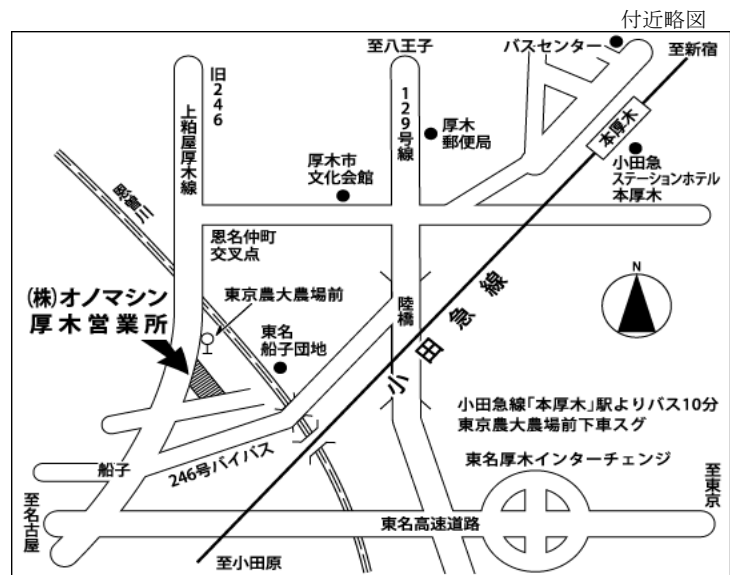 付近略図
至八王子
バスセンター
至新宿
旧246
上粕屋厚木線
129号線
厚木
郵便局
本厚木
厚木市
文化会館
小田急
ステーションホテル
本厚木
恩曽川
恩名仲町
交叉点
(株)オノマシン
厚木営業所
東京農大農場前
東名
船子団地
陸橋
小田急線
N
小田急線「本厚木」駅よりバス10分
東京農大農場前下車スグ
東名厚木インターチェンジ
船子
246号バイパス
至名古屋
東名高速道路
至東京
至小田原